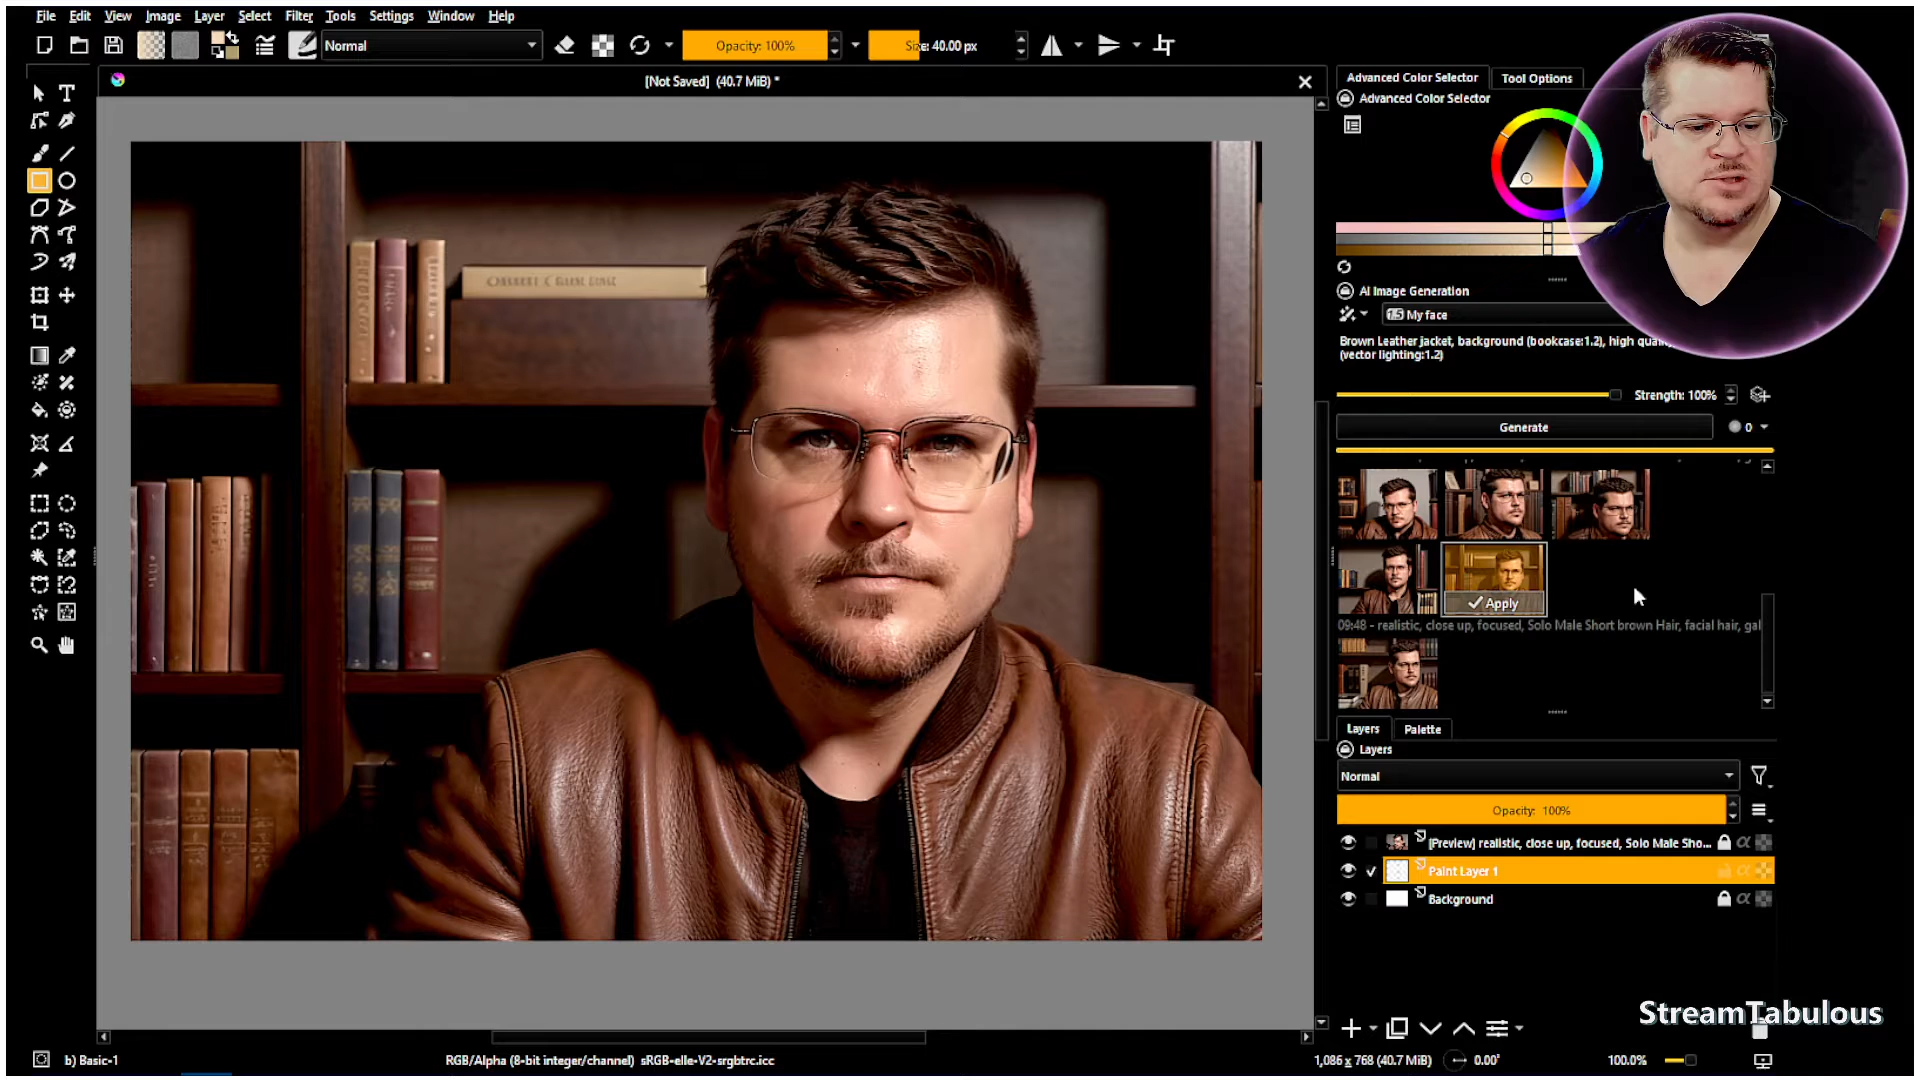 File Edit View Image Layer Select Filter Tools Settings Window Help
Normal
Opacity: 100%
Size: 40.00 px
[Not Saved] (40.7 MiB) *
Advanced Color Selector
Tool Options
Advanced Color Selector
AI Image Generation
1.5 My face
Brown Leather jacket, background (bookcase:1.2), high
(vector lighting:1.2)
Strength: 100%
Generate
0
Apply
09:48 - realistic, close up, focused, Solo Male Short brown Hair, facial hair, gal
Layers
Palette
Layers
Normal
Opacity: 100%
[Preview] realistic, close up, focused, Solo Male Sho...
Paint Layer 1
Background
StreamTabulous
b) Basic-1
RGB/Alpha (8-bit integer/channel) sRGB-elle-V2-srgbtrc.icc
1,086 x 768 (40.7 MiB)
0.00°
100.0%